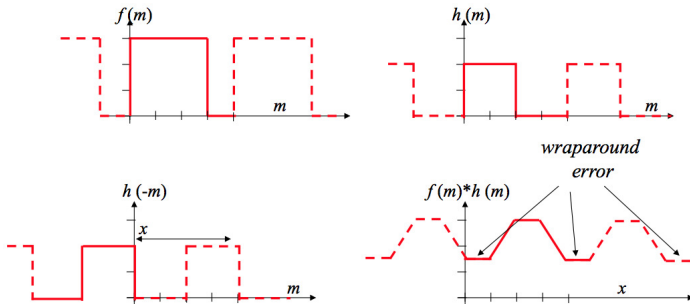 f (m)
h (m)
m
m
wraparound
error
h (-m)
f (m)*h (m)
x
m
x